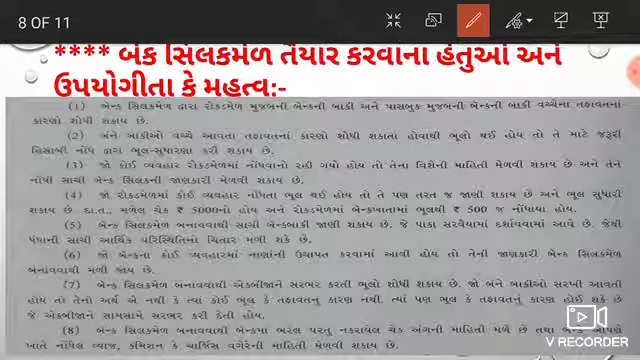 8 OF 11
**** બેંક સિલકમેળ તૈયાર કરવાના હેતુઓ અને
ઉપયોગીતા કે મહત્વ:-
(1) બેન્ક સિલકમેળ દ્વારા રોકડમેળ મુજબની બેન્કની બાકી અને પાસબુક મુજબની બેન્કની બાકી વચ્ચેના તફાવતનાં
કારણો શોધી શકાય છે.
(2) બંને બાકીઓ વચ્ચે આવતા તફાવતનાં કારણો શોધી શકાતા હોવાથી ભૂલો થઈ હોય તો તે માટે જરૂરી
હિસાબી નોંધ દ્વારા ભૂલ-સુધારણા કરી શકાય છે.
(3) જો કોઈ વ્યવહાર રોકડમેળમાં નોંધવાનો રહી ગયો હોય તો તેના વિશેની માહિતી મેળવી શકાય છે અને તેને
નોંધી સાચી બેન્ક સિલકની જાણકારી મેળવી શકાય છે.
(4) જો રોકડમેળમાં કોઈ વ્યવહાર નોંધતા ભૂલ થઈ હોય તો તે પણ તરત જ જાણી શકાય છે અને ભૂલ સુધારી
શકાય છે. દા.ત., મળેલ ચેક ₹ 5000નો હોય અને રોકડમેળમાં બેન્કખાતામાં ભૂલથી ₹ 500 જ નોંધાયા હોય.
(5) બેન્ક સિલકમેળ બનાવવાથી સાચી બેન્કબાકી જાણી શકાય છે. જે પાકા સરવૈયામાં દર્શાવવામાં આવે છે. જેથી
ધંધાની સાચી આર્થિક પરિસ્થિતિનો ચિતાર મળી શકે છે.
(6) જો બેન્કના કોઈ વ્યવહારમાં નાણાંની ઉચાપત કરવામાં આવી હોય તો તેની જાણકારી બેન્ક સિલકમેળ
બનાવવાથી મળી જાય છે.
(7) બેન્ક સિલકમેળ બનાવવાથી એકબીજાને સરભર કરતી ભૂલો શોધી શકાય છે. જો બંને બાકીઓ સરખી આવતી
હોય તો તેનો અર્થ એ નથી કે ત્યાં કોઈ ભૂલ કે તફાવતનું કારણ નથી. ત્યાં પણ ભૂલ કે તફાવતનું કારણ હોઈ શકે છે
જે એકબીજાને સામસામે સરભર કરી દેતી હોય.
(8) બેન્ક સિલકમેળ બનાવવાથી બેન્કમાં ભરેલ પરંતુ નકરાયેલ ચેક અંગેની માહિતી મળે છે તથા બેન્કે આપણે
ખાતે નોંધેલ વ્યાજ, કમિશન કે ચાર્જિસ વગેરેની માહિતી મેળવી શકાય છે.
V RECORDER